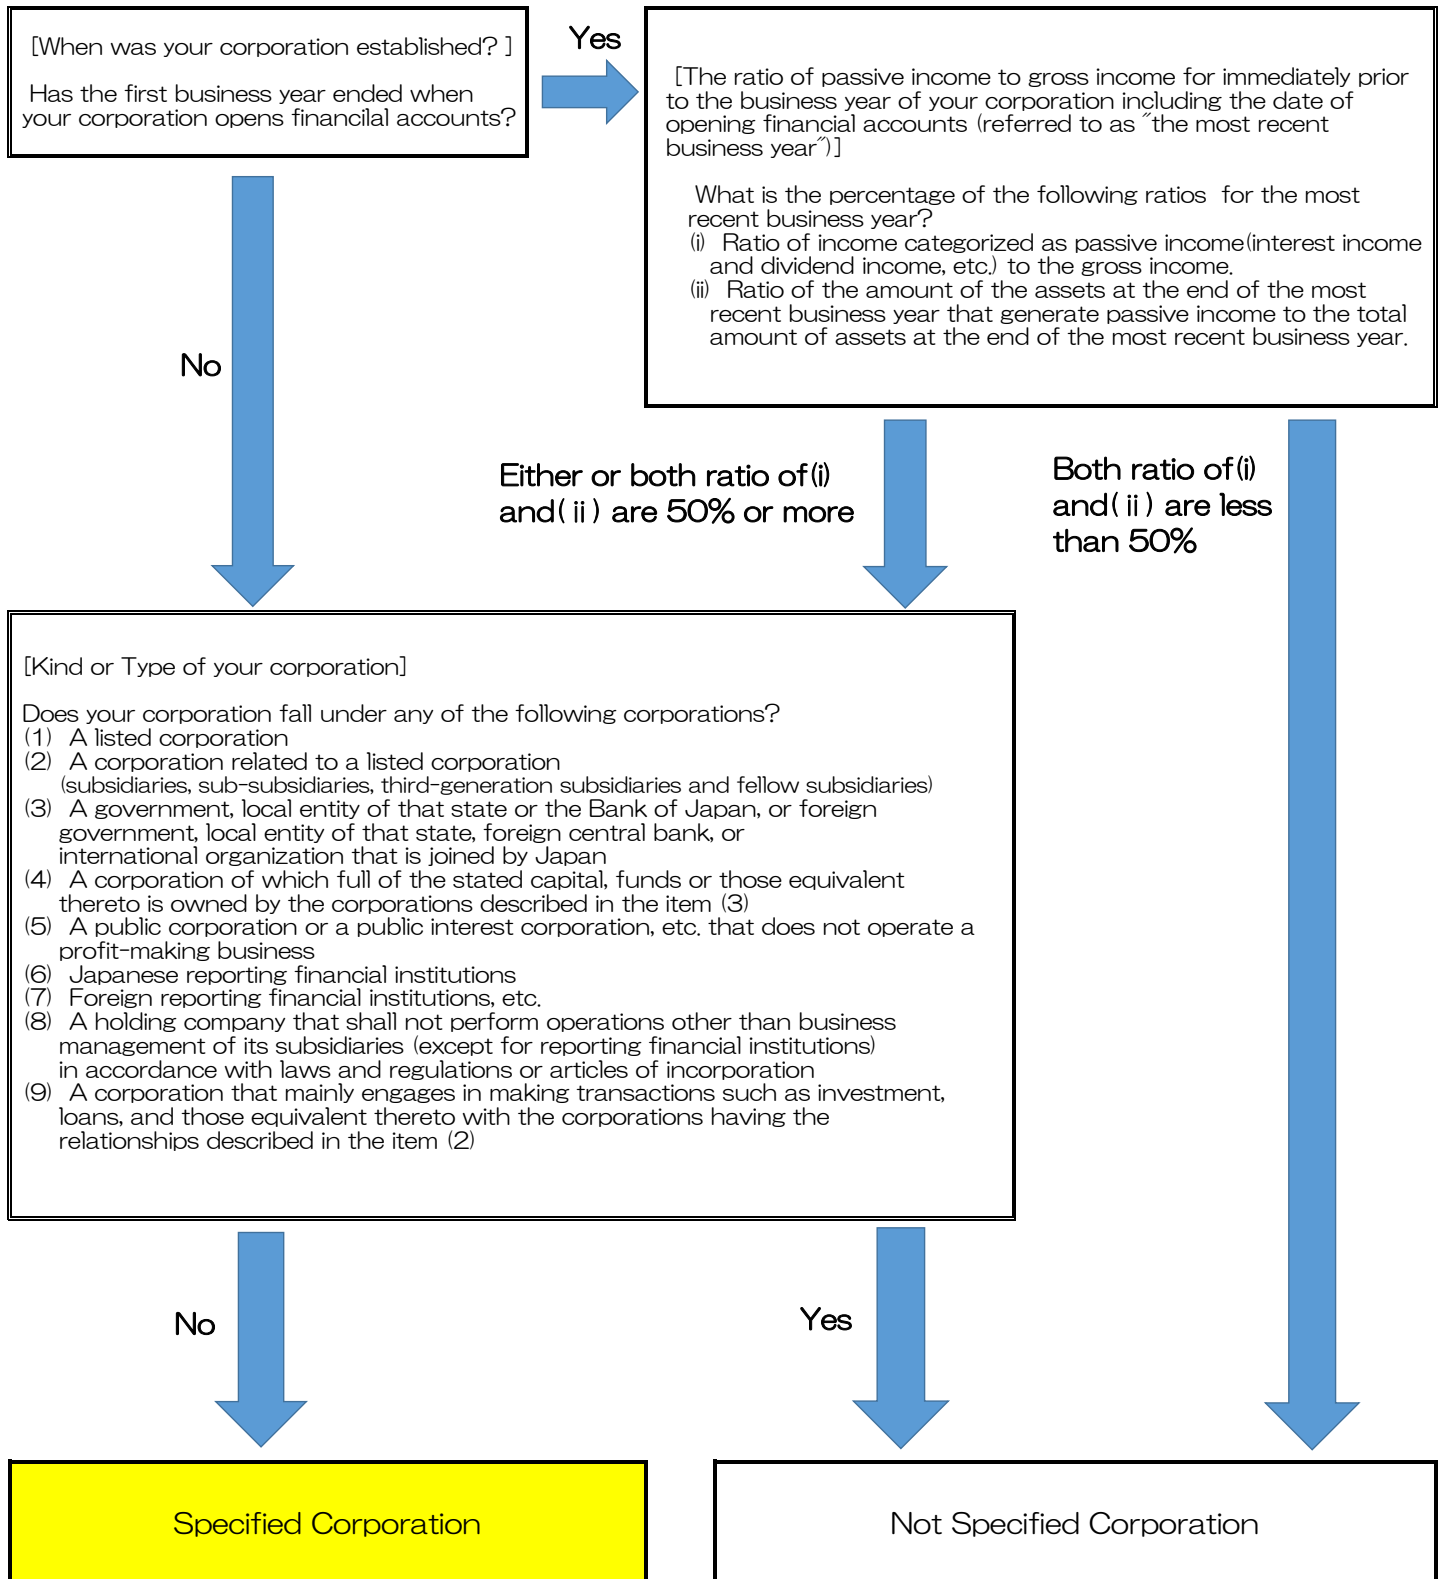 [When was your corporation established? ]
Has the first business year ended when
your corporation opens financilal accounts?
Yes
[The ratio of passive income to gross income for immediately prior
to the business year of your corporation including the date of
opening financial accounts (referred to as ″the most recent
business year″)]
What is the percentage of the following ratios for the most
recent business year?
(i) Ratio of income categorized as passive income(interest income
and dividend income, etc.) to the gross income.
(ii) Ratio of the amount of the assets at the end of the most
recent business year that generate passive income to the total
amount of assets at the end of the most recent business year.
No
Either or both ratio of(i)
and(ii) are 50% or more
Both ratio of(i)
and(ii) are less
than 50%
[Kind or Type of your corporation]
Does your corporation fall under any of the following corporations?
(1) A listed corporation
(2) A corporation related to a listed corporation
(subsidiaries, sub-subsidiaries, third-generation subsidiaries and fellow subsidiaries)
(3) A government, local entity of that state or the Bank of Japan, or foreign
government, local entity of that state, foreign central bank, or
international organization that is joined by Japan
(4) A corporation of which full of the stated capital, funds or those equivalent
thereto is owned by the corporations described in the item (3)
(5) A public corporation or a public interest corporation, etc. that does not operate a
profit-making business
(6) Japanese reporting financial institutions
(7) Foreign reporting financial institutions, etc.
(8) A holding company that shall not perform operations other than business
management of its subsidiaries (except for reporting financial institutions)
in accordance with laws and regulations or articles of incorporation
(9) A corporation that mainly engages in making transactions such as investment,
loans, and those equivalent thereto with the corporations having the
relationships described in the item (2)
No
Yes
Specified Corporation
Not Specified Corporation